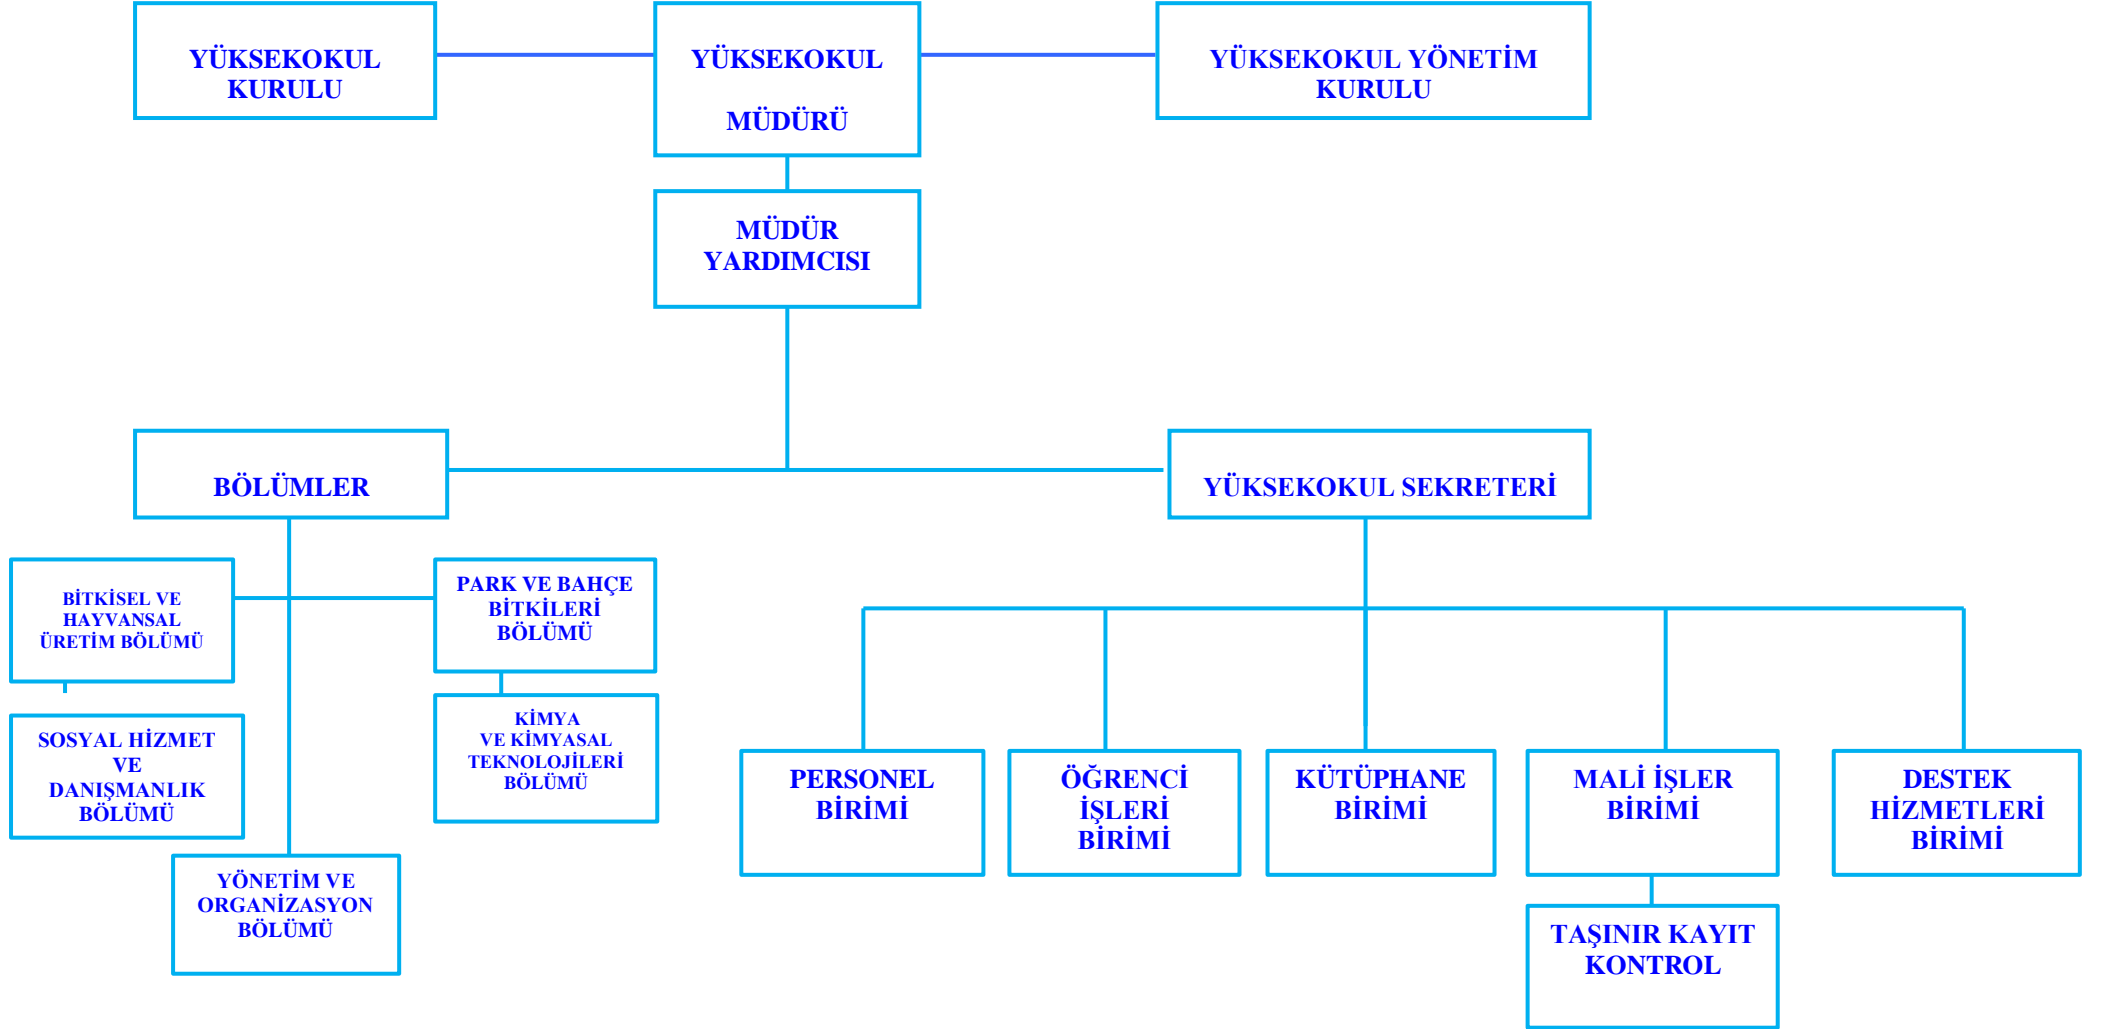 YÜKSEKOKUL
KURULU
YÜKSEKOKUL
MÜDÜRÜ
YÜKSEKOKUL YÖNETİM
KURULU
MÜDÜR
YARDIMCISI
BÖLÜMLER
YÜKSEKOKUL SEKRETERİ
BİTKİSEL VE
HAYVANSAL
ÜRETİM BÖLÜMÜ
PARK VE BAHÇE
BİTKİLERİ
BÖLÜMÜ
SOSYAL HİZMET
VE
DANIŞMANLIK
BÖLÜMÜ
KİMYA
VE KİMYASAL
TEKNOLOJİLERİ
BÖLÜMÜ
YÖNETİM VE
ORGANİZASYON
BÖLÜMÜ
PERSONEL
BİRİMİ
ÖĞRENCİ
İŞLERİ
BİRİMİ
KÜTÜPHANE
BİRİMİ
MALİ İŞLER
BİRİMİ
DESTEK
HİZMETLERİ
BİRİMİ
TAŞINIR KAYIT
KONTROL